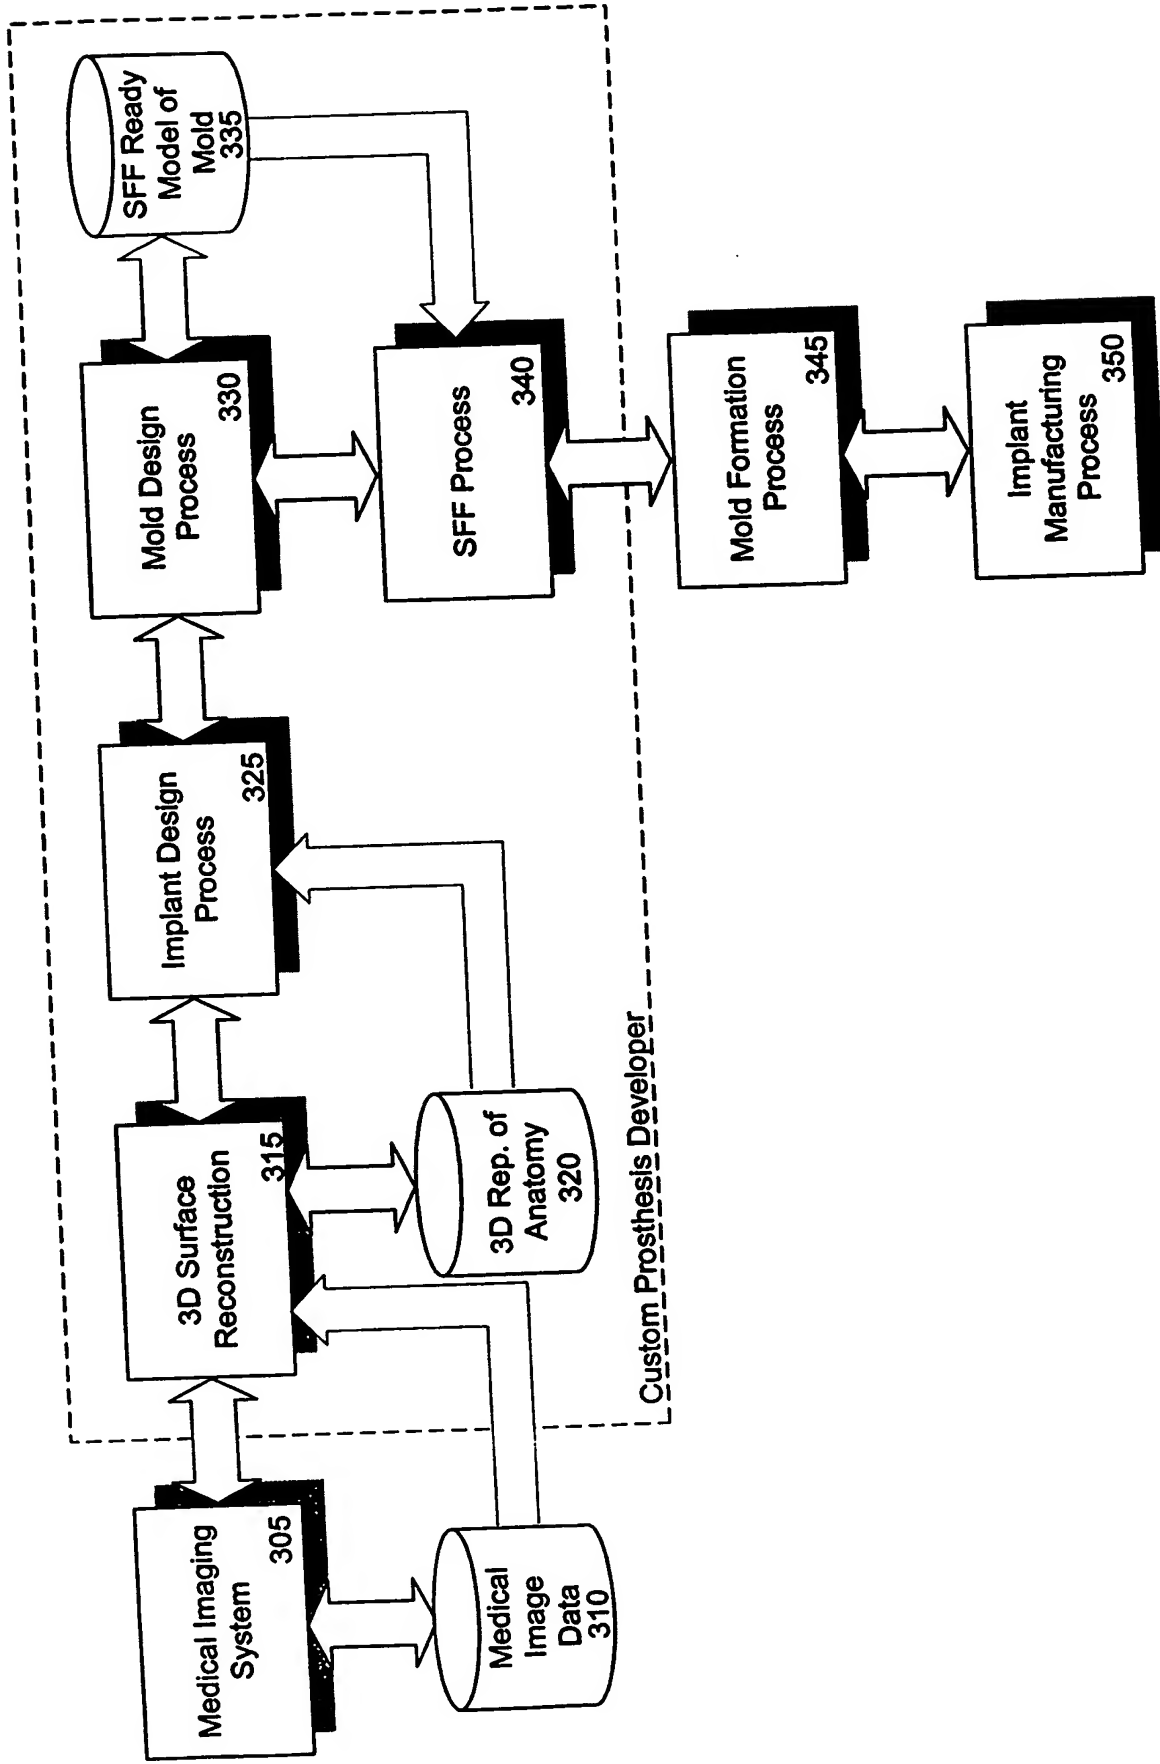 Medical Imaging
System
305
Medical
Image
Data
310
3D Surface
Reconstruction
315
3D Rep. of
Anatomy
320
Implant Design
Process
325
Mold Design
Process
330
SFF Ready
Model of
Mold
335
SFF Process
340
Custom Prosthesis Developer
Mold Formation
Process
345
Implant
Manufacturing
Process
350